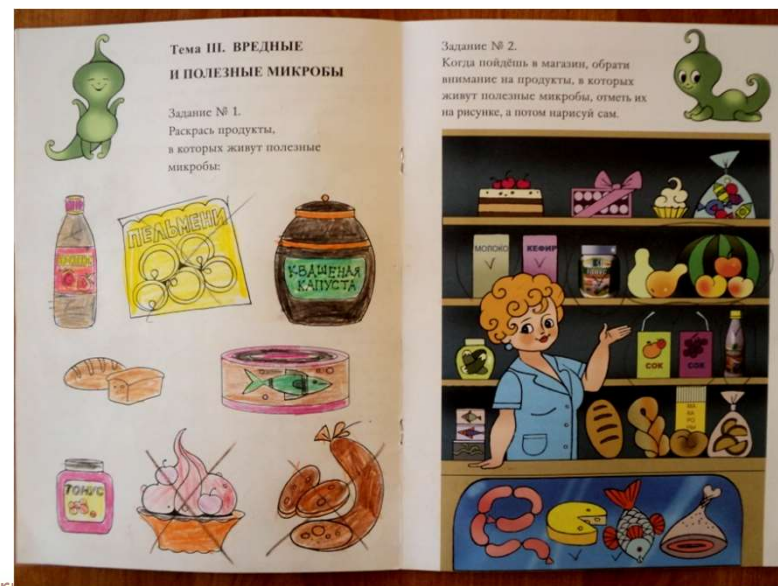 Тема III. ВРЕДНЫЕ
И ПОЛЕЗНЫЕ МИКРОБЫ
Задание № 1.
Раскрась продукты,
в которых живут полезные
микробы:
ПЕЛЬМЕНИ
КВАШЕНАЯ
КАПУСТА
ТОНУС
Задание № 2.
Когда пойдёшь в магазин, обрати
внимание на продукты, в которых
живут полезные микробы, отметь их
на рисунке, а потом нарисуй сам.
МОЛОКО
КЕФИР
СОК
СОК